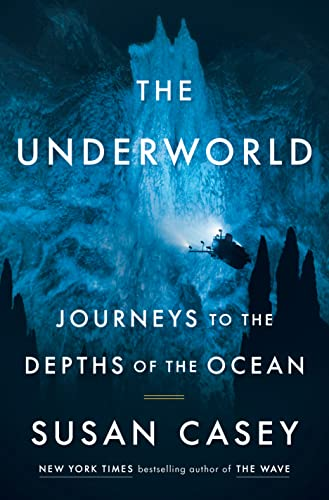 THE
UNDERWORLD
JOURNEYS TO THE
DEPTHS OF THE OCEAN
SUSAN CASEY
NEW YORK TIMES bestselling author of THE WAVE